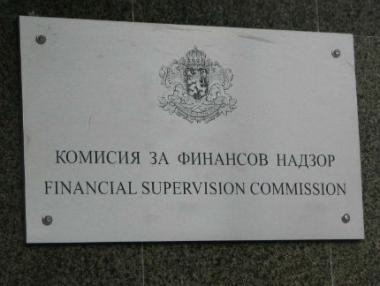 КОМИСИЯ ЗА ФИНАНСОВ НАДЗОР
FINANCIAL SUPERVISION COMMISSION